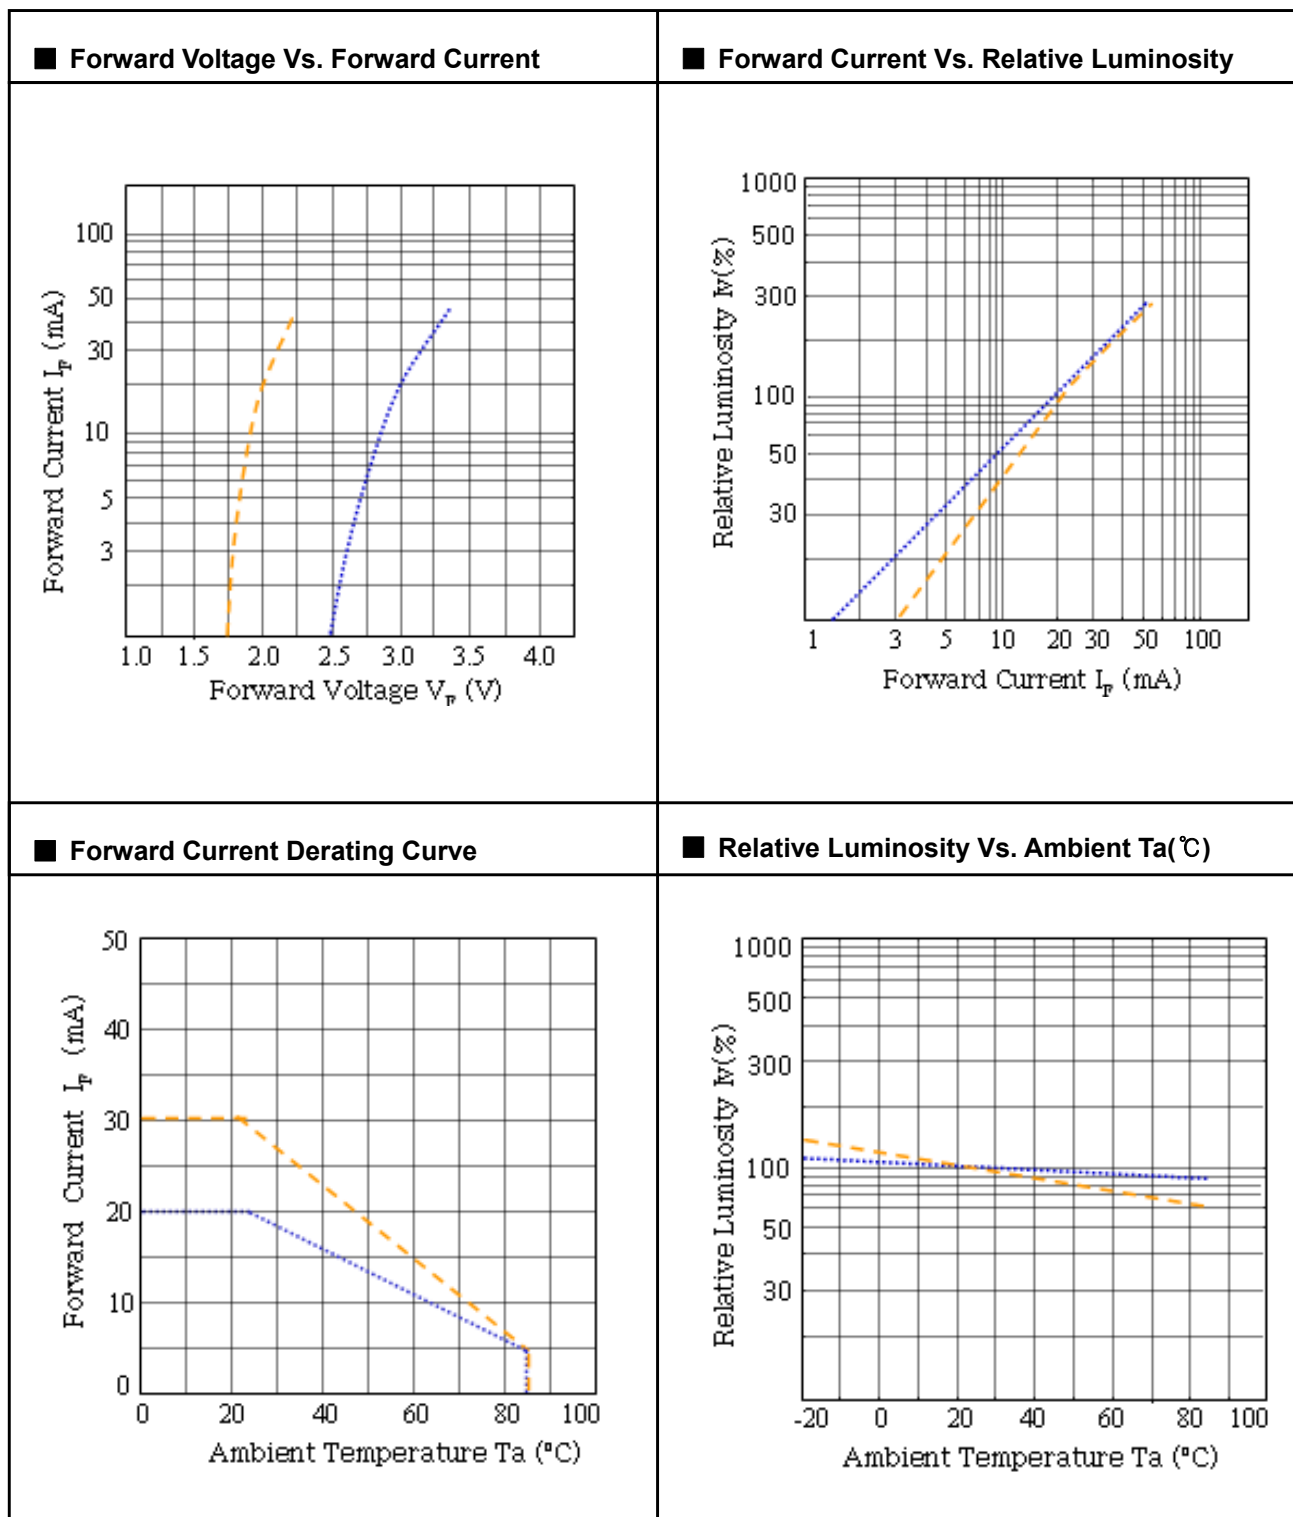 ■ Forward Voltage Vs. Forward Current
■ Forward Current Vs. Relative Luminosity
Forward Current I_F (mA)
100
50
30
10
5
3
1.0 1.5 2.0 2.5 3.0 3.5 4.0
Forward Voltage V_F (V)
Relative Luminosity Iv(%)
1000
500
300
100
50
30
1 3 5 10 20 30 50 100
Forward Current I_F (mA)
■ Forward Current Derating Curve
■ Relative Luminosity Vs. Ambient Ta(℃)
Forward Current I_F (mA)
50
40
30
20
10
0
0 20 40 60 80 100
Ambient Temperature Ta (°C)
Relative Luminosity Iv(%)
1000
500
300
100
50
30
-20 0 20 40 60 80 100
Ambient Temperature Ta (°C)